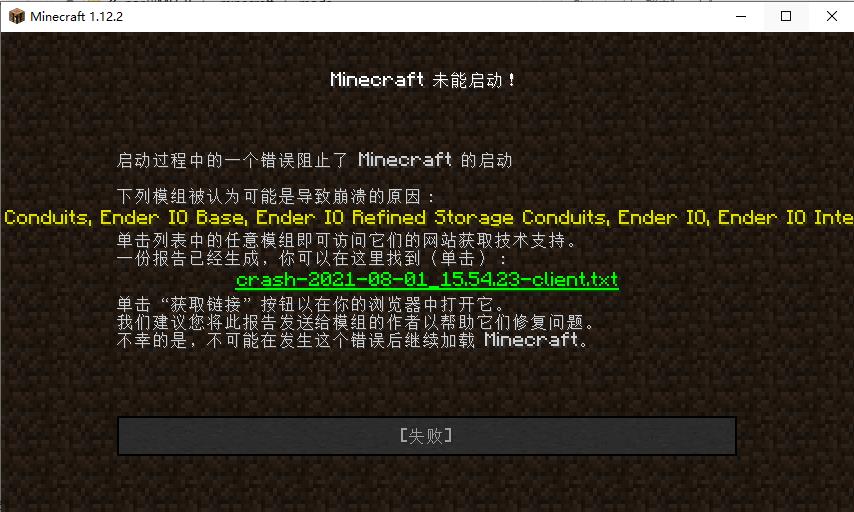 Minecraft 1.12.2
Minecraft 未能启动！
启动过程中的一个错误阻止了 Minecraft 的启动
下列模组被认为可能是导致崩溃的原因：
Conduits, Ender IO Base, Ender IO Refined Storage Conduits, Ender IO, Ender IO Inte
单击列表中的任意模组即可访问它们的网站获取技术支持。
一份报告已经生成，你可以在这里找到（单击）：
crash-2021-08-01_15.54.23-client.txt
单击“获取链接”按钮以在你的浏览器中打开它。
我们建议您将此报告发送给模组的作者以帮助它们修复问题。
不幸的是，不可能在发生这个错误后继续加载 Minecraft。
[失败]